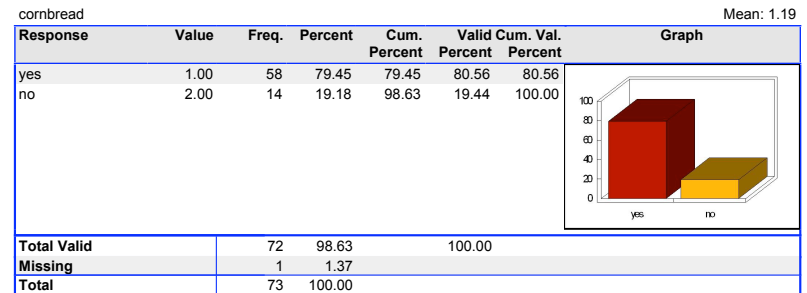 cornbread Mean: 1.19
Response Value Freq. Percent Cum. Percent Valid Percent Cum. Val. Percent Graph
yes 1.00 58 79.45 79.45 80.56 80.56
no 2.00 14 19.18 98.63 19.44 100.00
100
80
60
40
20
0
yes no
Total Valid 72 98.63 100.00
Missing 1 1.37
Total 73 100.00